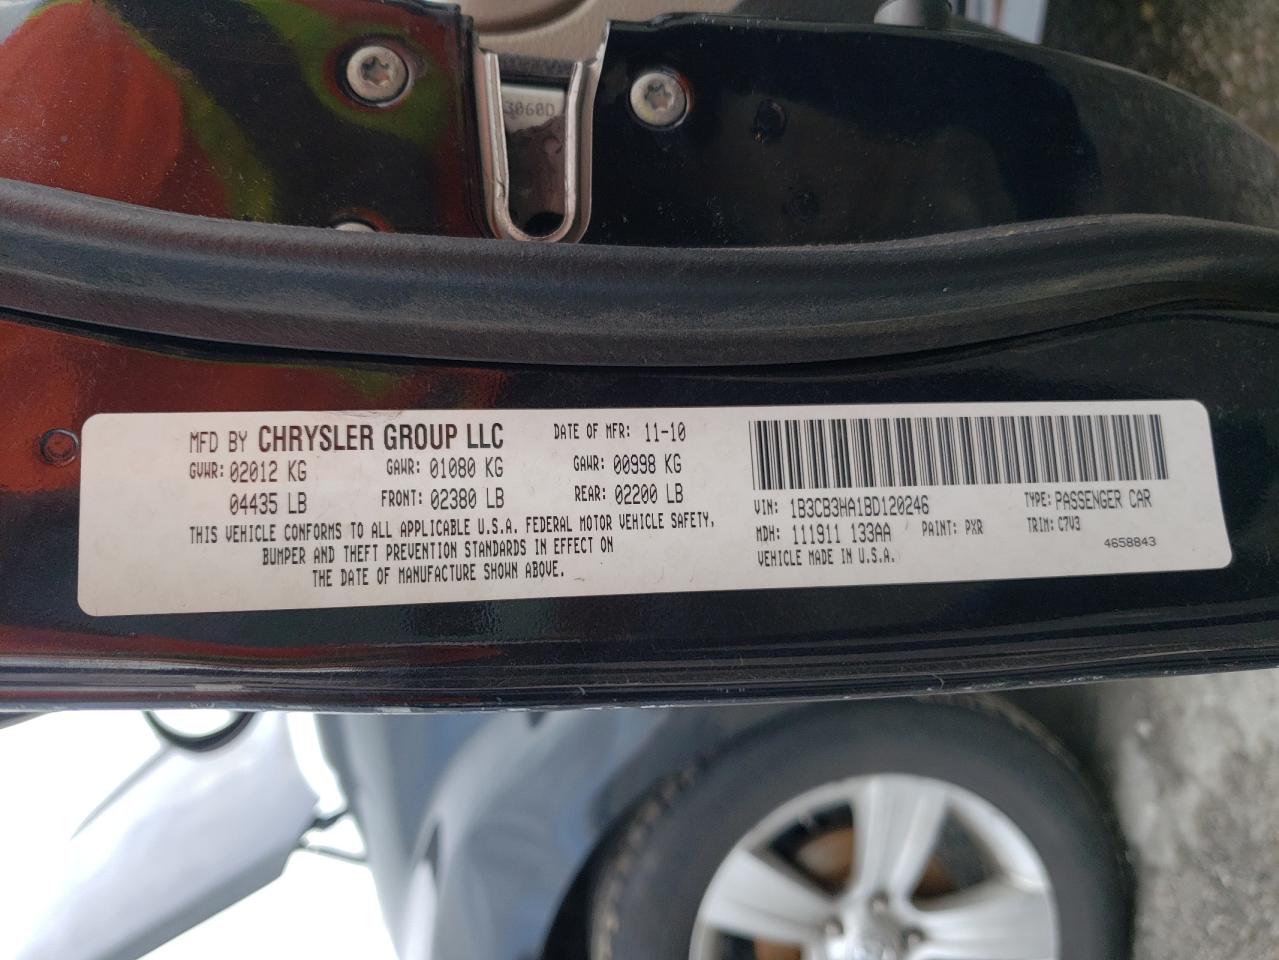 3060D
MFD BY CHRYSLER GROUP LLC DATE OF MFR: 11-10
GVWR: 02012 KG GAWR: 01080 KG GAWR: 00998 KG
04435 LB FRONT: 02380 LB REAR: 02200 LB
THIS VEHICLE CONFORMS TO ALL APPLICABLE U.S.A. FEDERAL MOTOR VEHICLE SAFETY,
BUMPER AND THEFT PREVENTION STANDARDS IN EFFECT ON
THE DATE OF MANUFACTURE SHOWN ABOVE.
VIN: 1B3CB3HA1BD120246 TYPE: PASSENGER CAR
MDH: 111911 133AA PAINT: PXR TRIM: C7V3
VEHICLE MADE IN U.S.A. 4658843